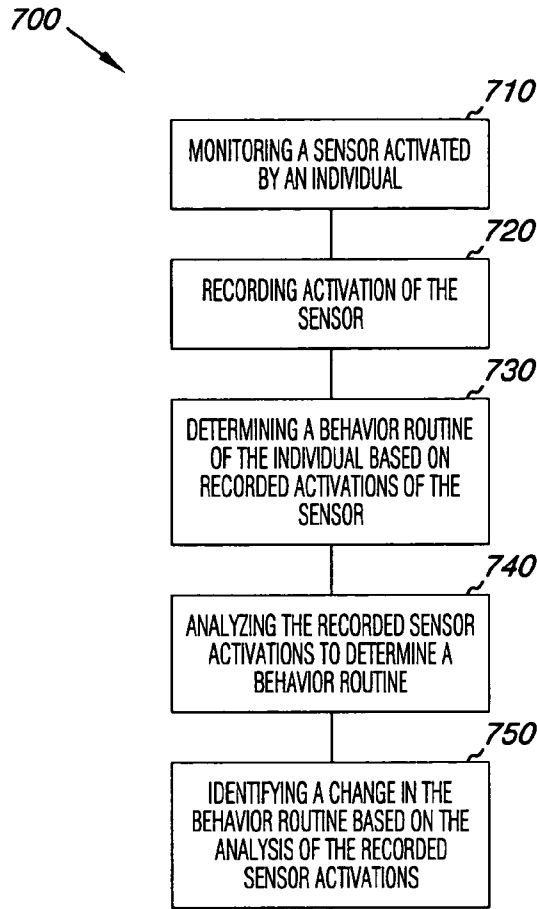 700
710
MONITORING A SENSOR ACTIVATED
BY AN INDIVIDUAL
720
RECORDING ACTIVATION OF THE
SENSOR
730
DETERMINING A BEHAVIOR ROUTINE
OF THE INDIVIDUAL BASED ON
RECORDED ACTIVATIONS OF THE
SENSOR
740
ANALYZING THE RECORDED SENSOR
ACTIVATIONS TO DETERMINE A
BEHAVIOR ROUTINE
750
IDENTIFYING A CHANGE IN THE
BEHAVIOR ROUTINE BASED ON THE
ANALYSIS OF THE RECORDED
SENSOR ACTIVATIONS